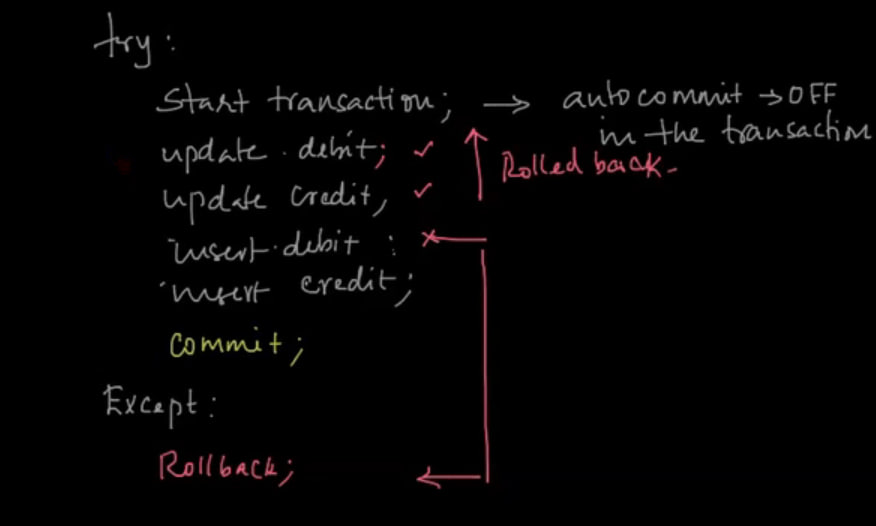 try:
Start transaction; → autocommit → OFF
in the transaction
update debit; ✓
Rolled back.
update credit, ✓
insert debit : ×
insert credit;
commit;
Except:
Rollback;